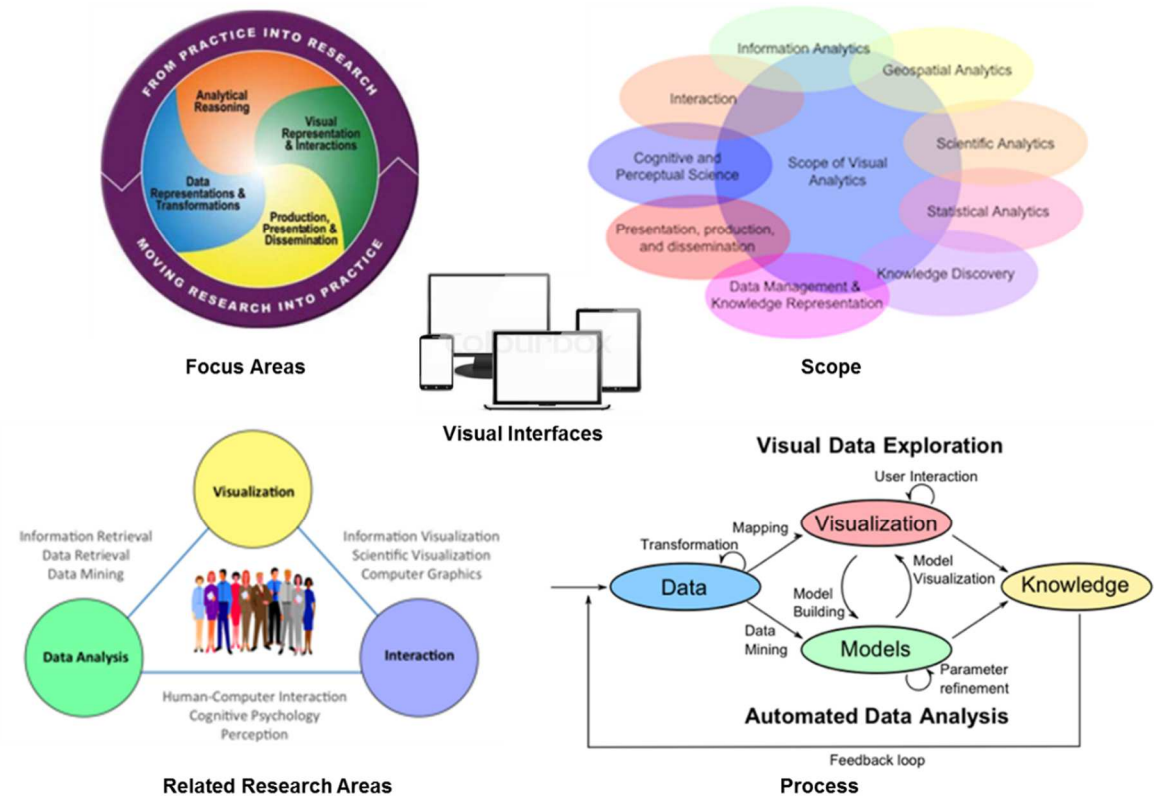 FROM PRACTICE INTO RESEARCH
Analytical
Reasoning
Visual
Representation
& Interactions
Data
Representations &
Transformations
Production,
Presentation &
Dissemination
MOVING RESEARCH INTO PRACTICE
Focus Areas
Information Analytics
Geospatial Analytics
Interaction
Scientific Analytics
Cognitive and
Perceptual Science
Scope of Visual
Analytics
Statistical Analytics
Presentation, production,
and dissemination
Knowledge Discovery
Data Management &
Knowledge Representation
Scope
colourbox
Visual Interfaces
Visualization
Information Retrieval
Data Retrieval
Data Mining
Information Visualization
Scientific Visualization
Computer Graphics
Data Analysis
Interaction
Human-Computer Interaction
Cognitive Psychology
Perception
Related Research Areas
Visual Data Exploration
User Interaction
Visualization
Mapping
Transformation
Data
Model
Building
Model
Visualization
Knowledge
Data
Mining
Models
Parameter
refinement
Automated Data Analysis
Feedback loop
Process